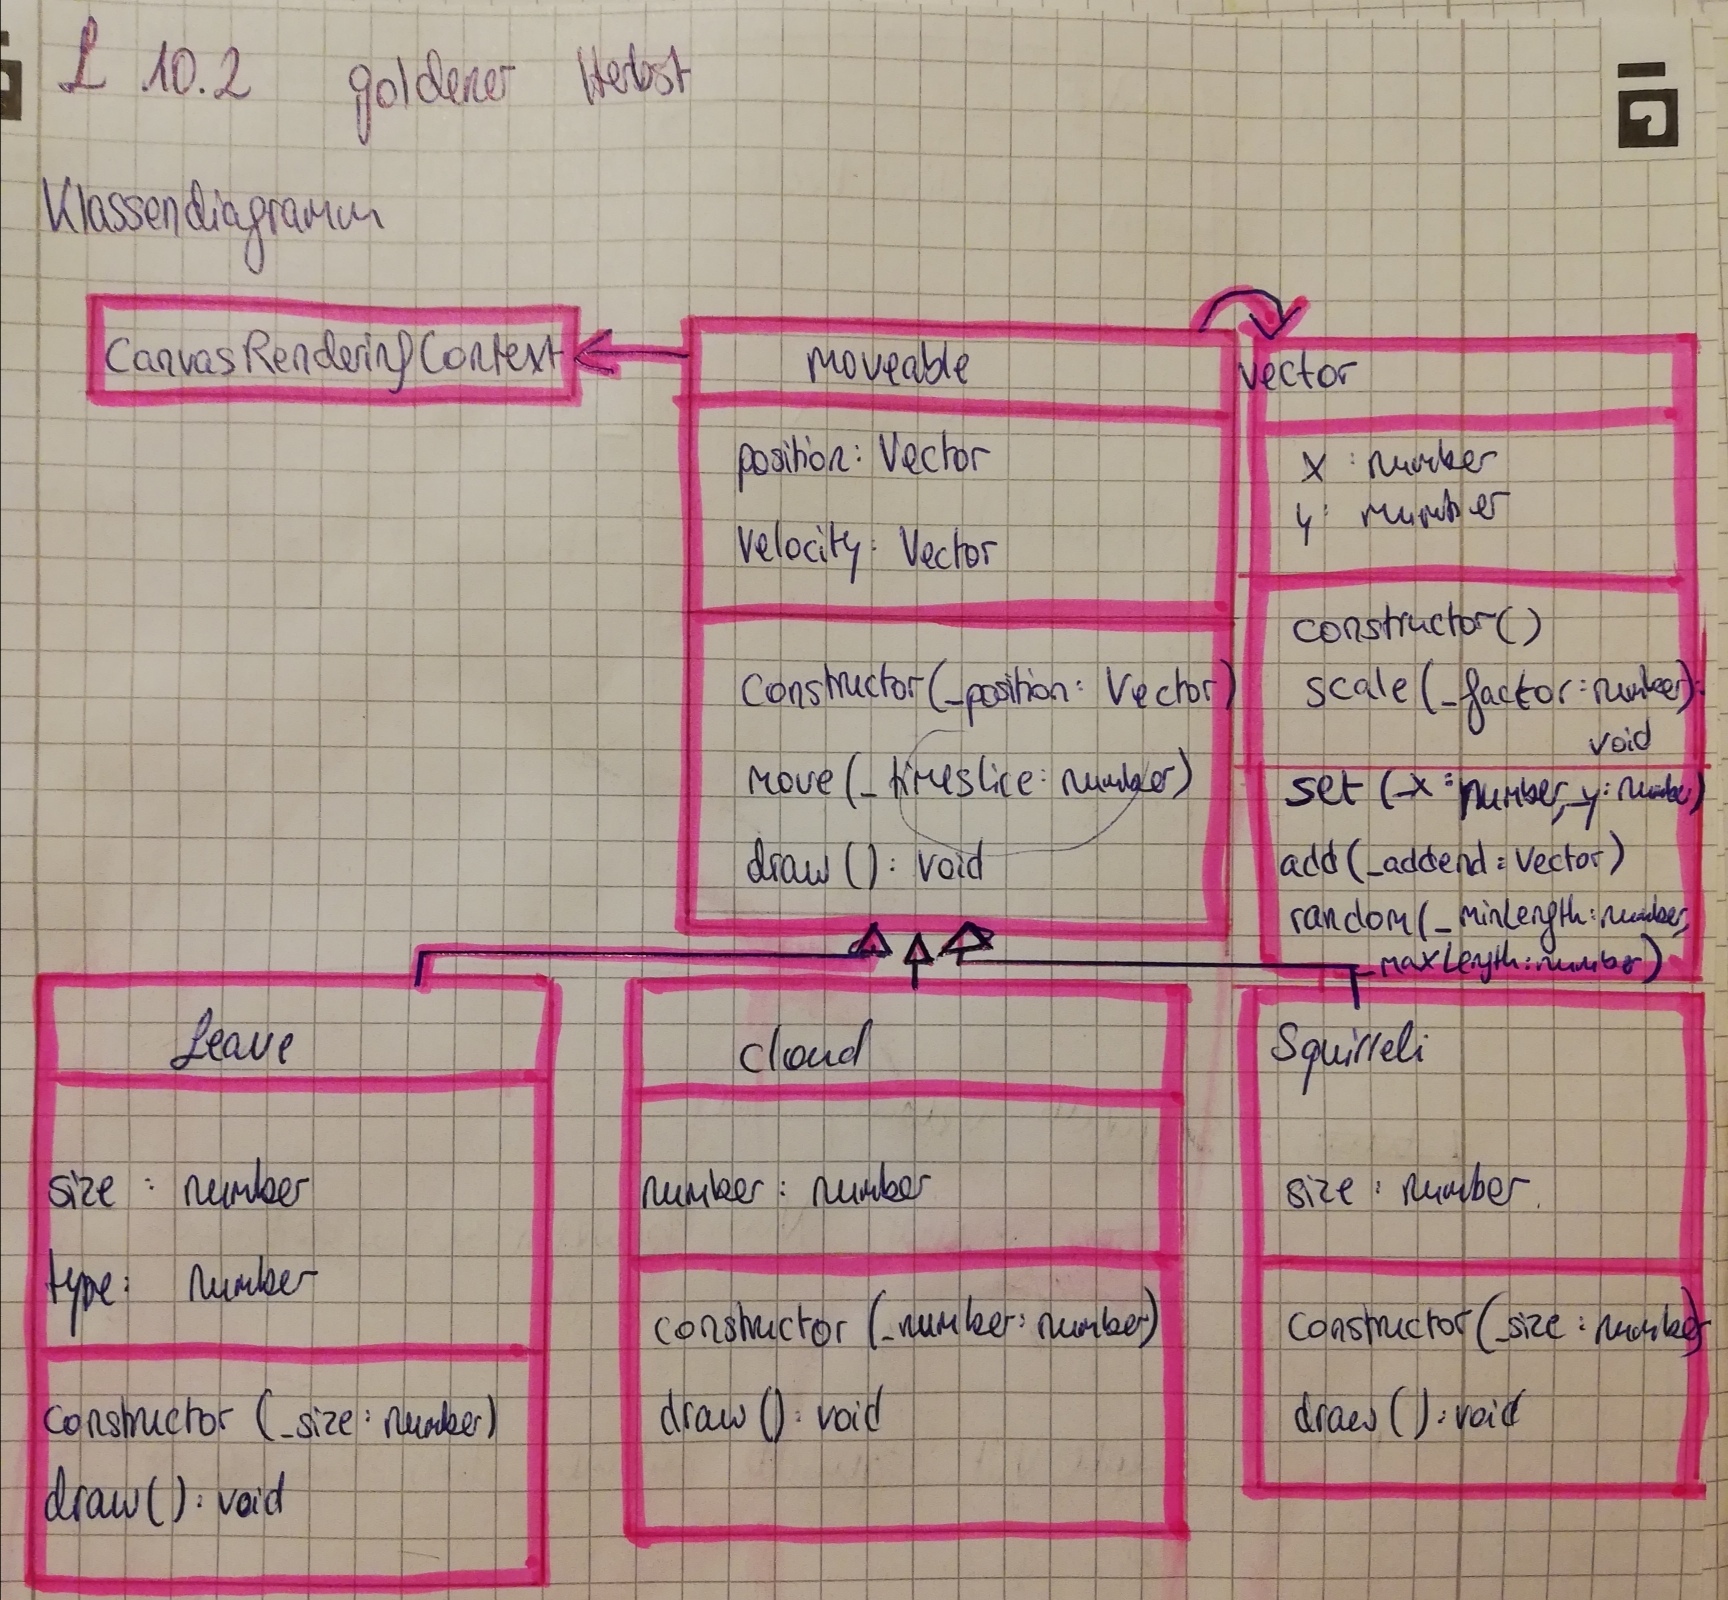 L 10.2 goldener Herbst
Klassendiagramm
CanvasRenderingContext
moveable
position: Vector
velocity: Vector
constructor(_position: Vector)
move(_timeslice: number)
draw(): void
vector
x : number
y : number
constructor()
scale(_factor: number):
void
set (_x: number, _y: number)
add(_addend: Vector)
random(_minLength: number,
_maxLength: number)
Leave
size : number
type: number
constructor (_size: number)
draw(): void
cloud
number: number
constructor (_number: number)
draw(): void
Squirreli
size : number
constructor(_size: number)
draw(): void